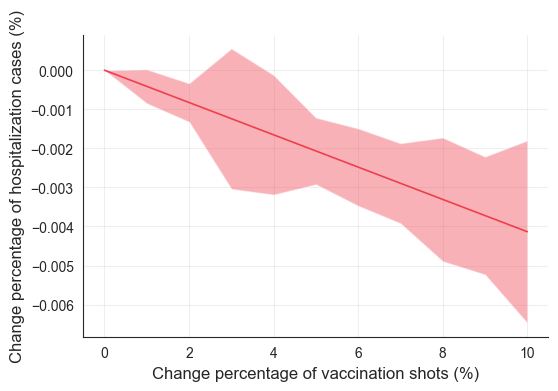 Change percentage of hospitalization cases (%)
0.000
−0.001
−0.002
−0.003
−0.004
−0.005
−0.006
0 2 4 6 8 10
Change percentage of vaccination shots (%)